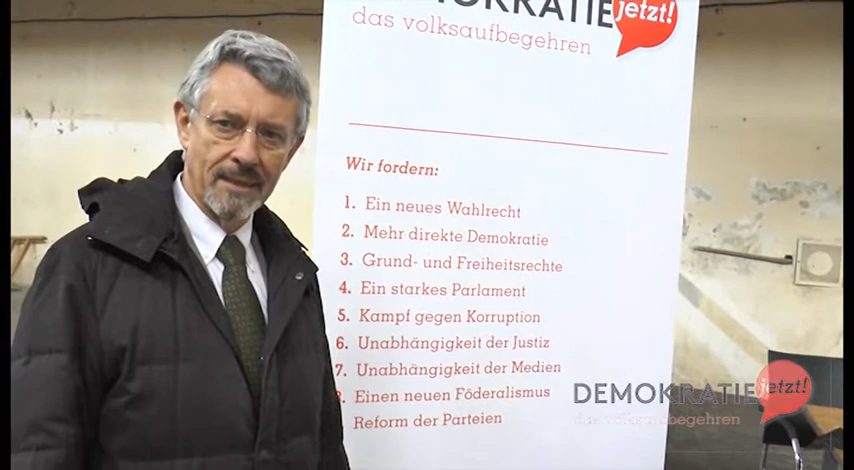 DEMOKRATIE jetzt!
das volksaufbegehren
Wir fordern:
1. Ein neues Wahlrecht
2. Mehr direkte Demokratie
3. Grund- und Freiheitsrechte
4. Ein starkes Parlament
5. Kampf gegen Korruption
6. Unabhängigkeit der Justiz
7. Unabhängigkeit der Medien
8. Einen neuen Föderalismus
Reform der Parteien
DEMOKRATIE jetzt!
das volksaufbegehren